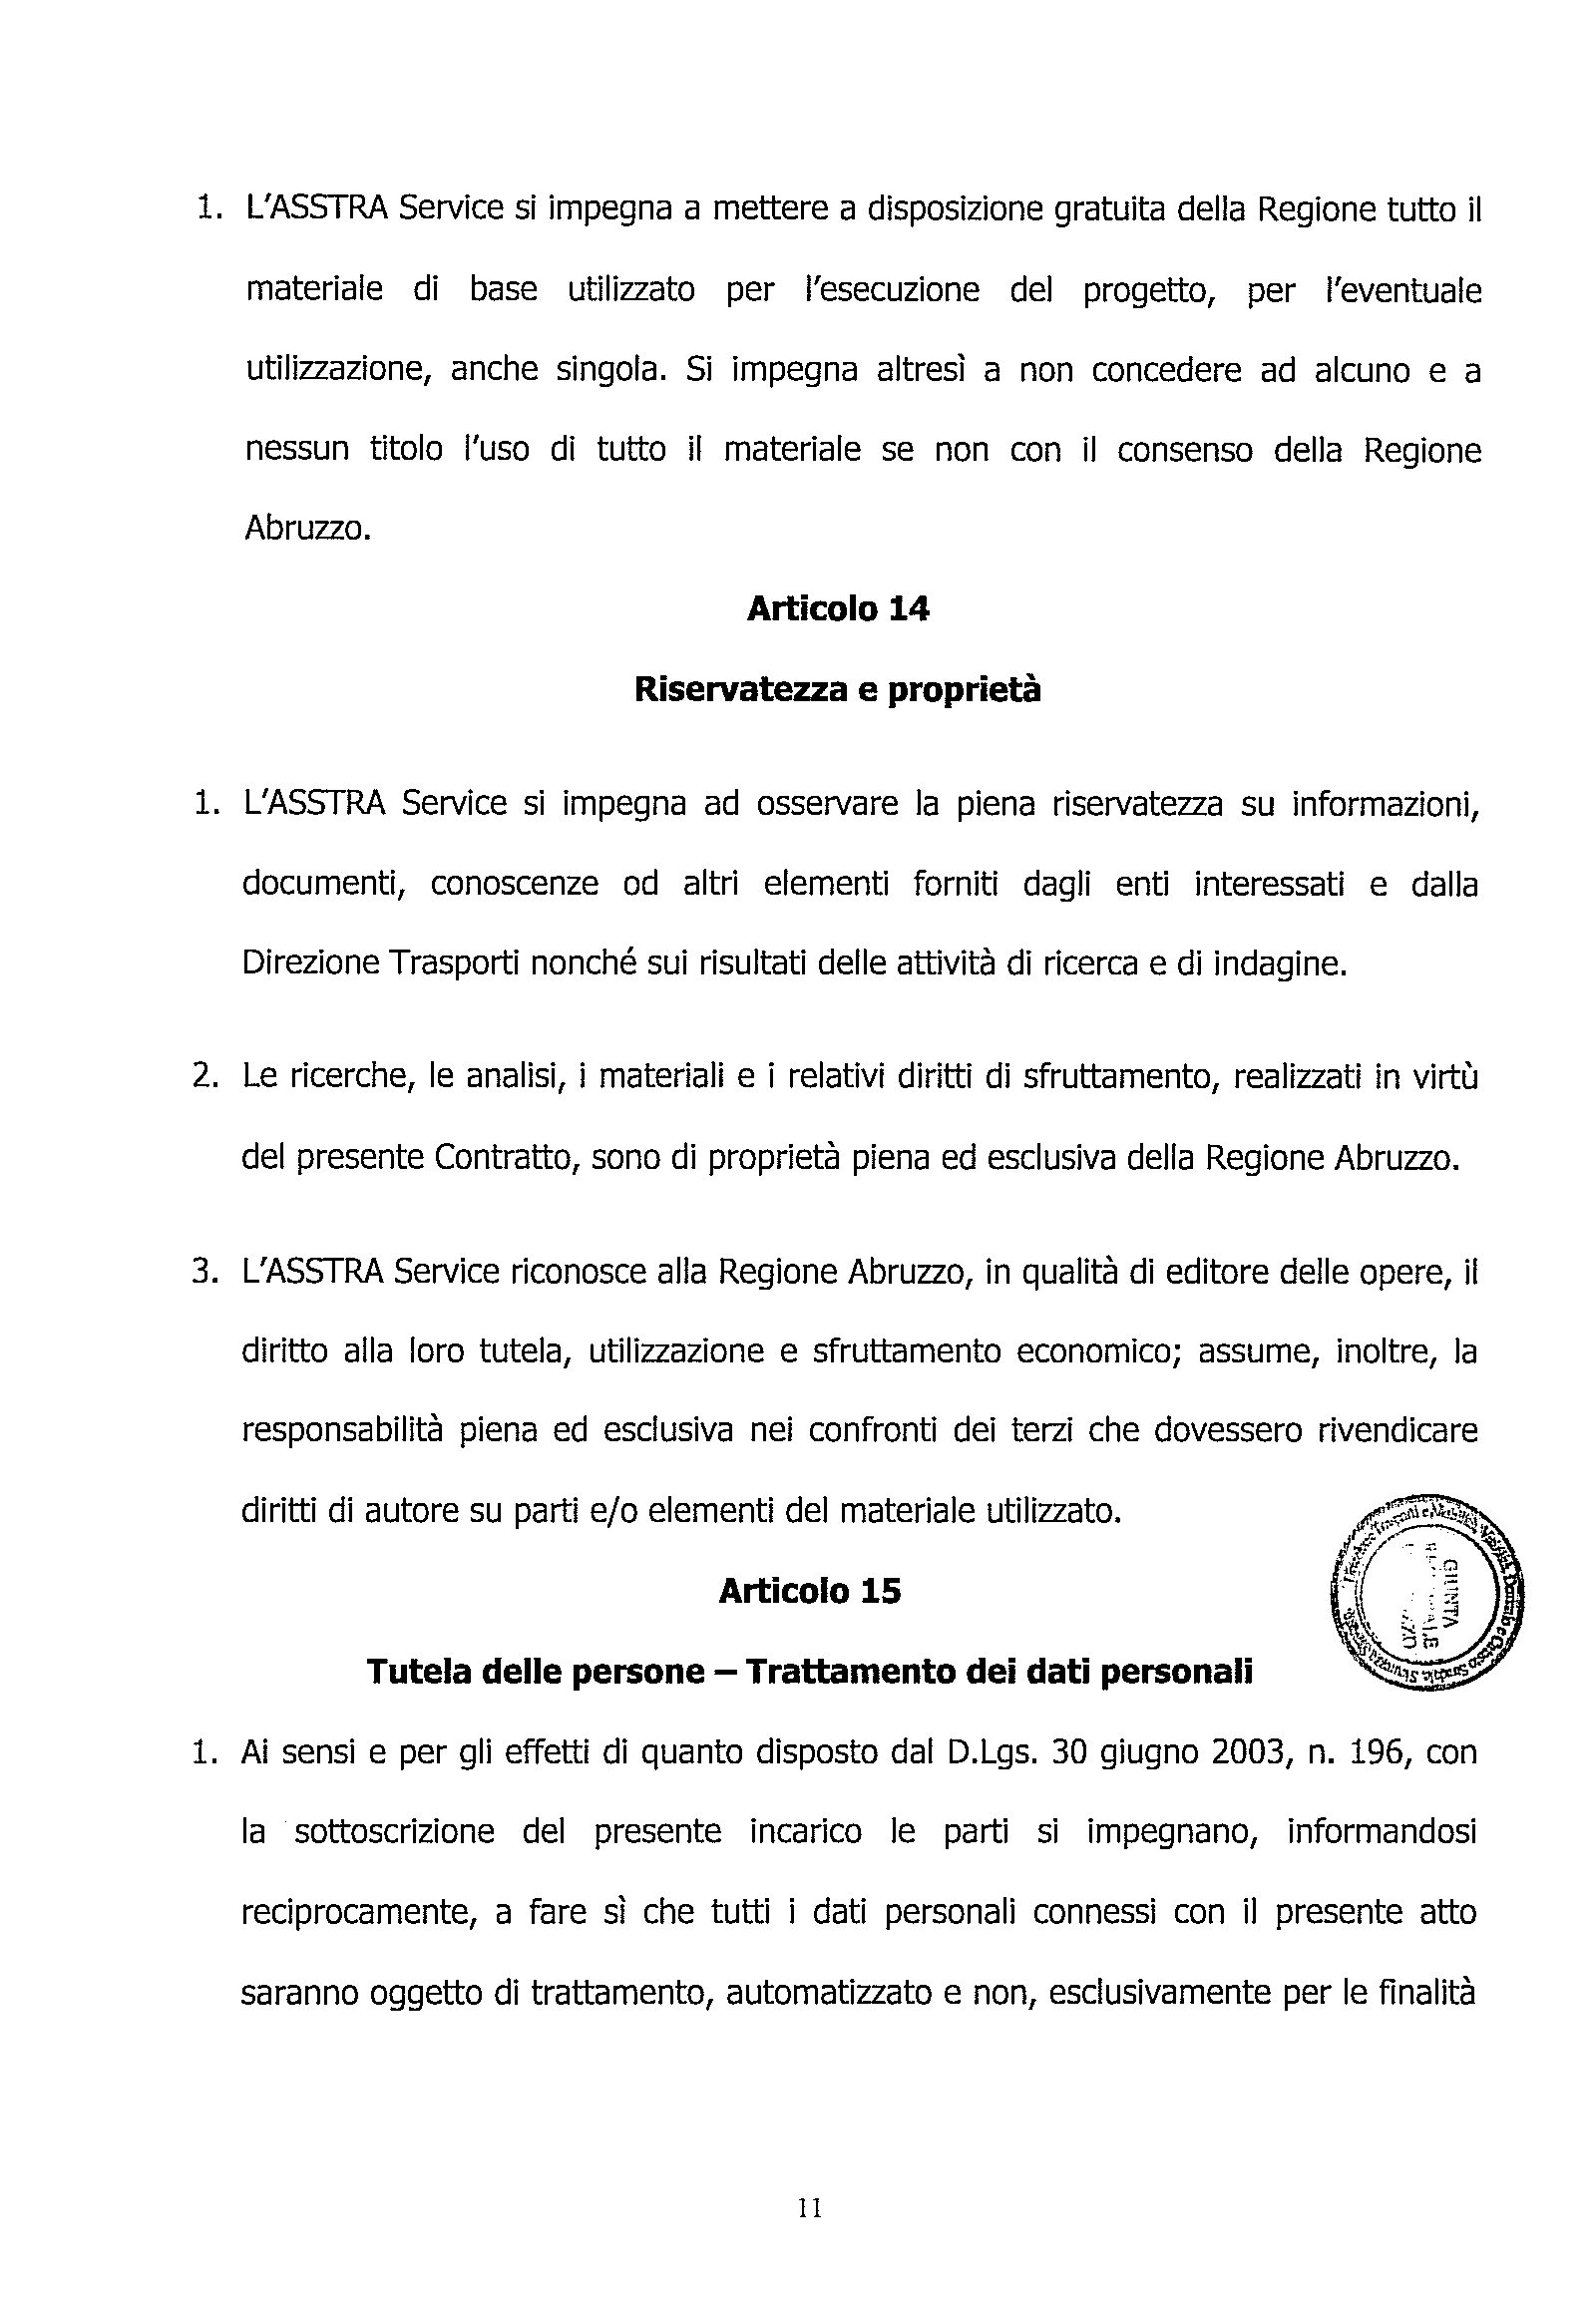 1. L'ASSTRA Service si impegna a mettere a disposizione gratuita della Regione tutto il
materiale di base utilizzato per l'esecuzione del progetto, per l'eventuale
utilizzazione, anche singola. Si impegna altresì a non concedere ad alcuno e a
nessun titolo l'uso di tutto il materiale se non con il consenso della Regione
Abruzzo.
Articolo 14
Riservatezza e proprietà
1. L'ASSTRA Service si impegna ad osservare la piena riservatezza su informazioni,
documenti, conoscenze od altri elementi forniti dagli enti interessati e dalla
Direzione Trasporti nonché sui risultati delle attività di ricerca e di indagine.
2. Le ricerche, le analisi, i materiali e i relativi diritti di sfruttamento, realizzati in virtù
del presente Contratto, sono di proprietà piena ed esclusiva della Regione Abruzzo.
3. L'ASSTRA Service riconosce alla Regione Abruzzo, in qualità di editore delle opere, il
diritto alla loro tutela, utilizzazione e sfruttamento economico; assume, inoltre, la
responsabilità piena ed esclusiva nei confronti dei terzi che dovessero rivendicare
diritti di autore su parti e/o elementi del materiale utilizzato.
GIUNTA
Articolo 15
Tutela delle persone – Trattamento dei dati personali
1. Ai sensi e per gli effetti di quanto disposto dal D.Lgs. 30 giugno 2003, n. 196, con
la sottoscrizione del presente incarico le parti si impegnano, informandosi
reciprocamente, a fare sì che tutti i dati personali connessi con il presente atto
saranno oggetto di trattamento, automatizzato e non, esclusivamente per le finalità
11